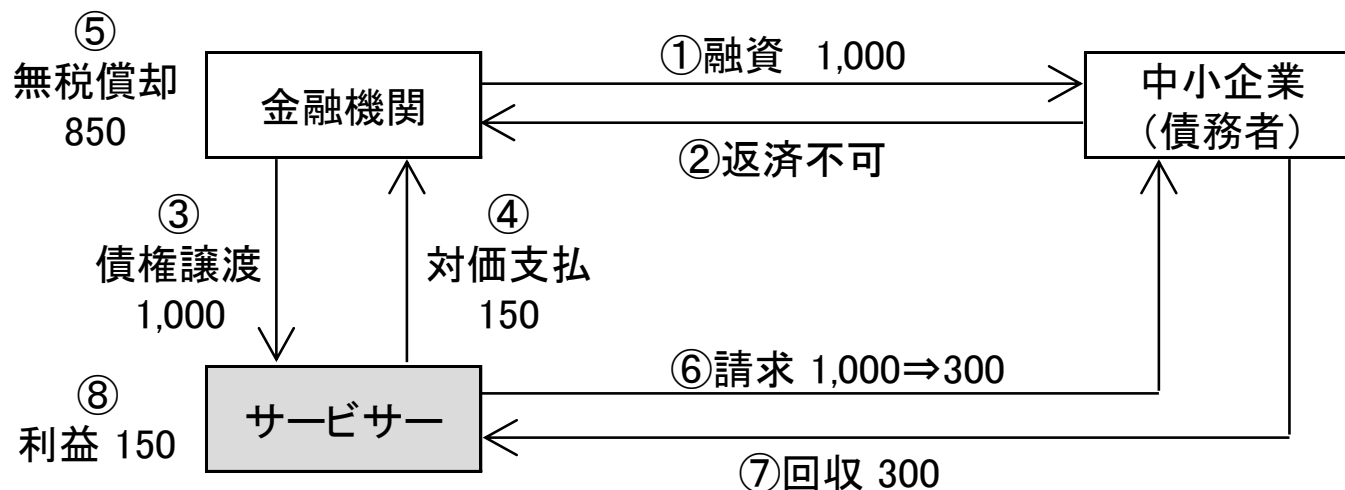 ⑤
無税償却
850
金融機関
①融資 1,000
中小企業
(債務者)
②返済不可
③
債権譲渡
1,000
④
対価支払
150
⑧
利益 150
サービサー
⑥請求 1,000⇒300
⑦回収 300